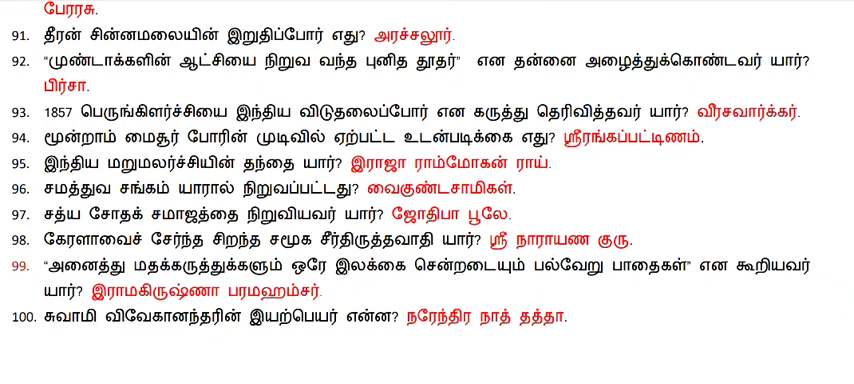 பேரரசு.
91. தீரன் சின்னமலையின் இறுதிப்போர் எது? அரச்சலூர்.
92. “முண்டாக்களின் ஆட்சியை நிறுவ வந்த புனித தூதர்” என தன்னை அழைத்துக்கொண்டவர் யார்?
பிர்சா.
93. 1857 பெருங்கிளர்ச்சியை இந்திய விடுதலைப்போர் என கருத்து தெரிவித்தவர் யார்? வீரசவார்க்கர்.
94. மூன்றாம் மைசூர் போரின் முடிவில் ஏற்பட்ட உடன்படிக்கை எது? ஸ்ரீரங்கப்பட்டிணம்.
95. இந்திய மறுமலர்ச்சியின் தந்தை யார்? இராஜா ராம்மோகன் ராய்.
96. சமத்துவ சங்கம் யாரால் நிறுவப்பட்டது? வைகுண்டசாமிகள்.
97. சத்ய சோதக் சமாஜத்தை நிறுவியவர் யார்? ஜோதிபா பூலே.
98. கேரளாவைச் சேர்ந்த சிறந்த சமூக சீர்திருத்தவாதி யார்? ஸ்ரீ நாராயண குரு.
99. “அனைத்து மதக்கருத்துக்களும் ஒரே இலக்கை சென்றடையும் பல்வேறு பாதைகள்” என கூறியவர்
யார்? இராமகிருஷ்ணா பரமஹம்சர்.
100. சுவாமி விவேகானந்தரின் இயற்பெயர் என்ன? நரேந்திர நாத் தத்தா.